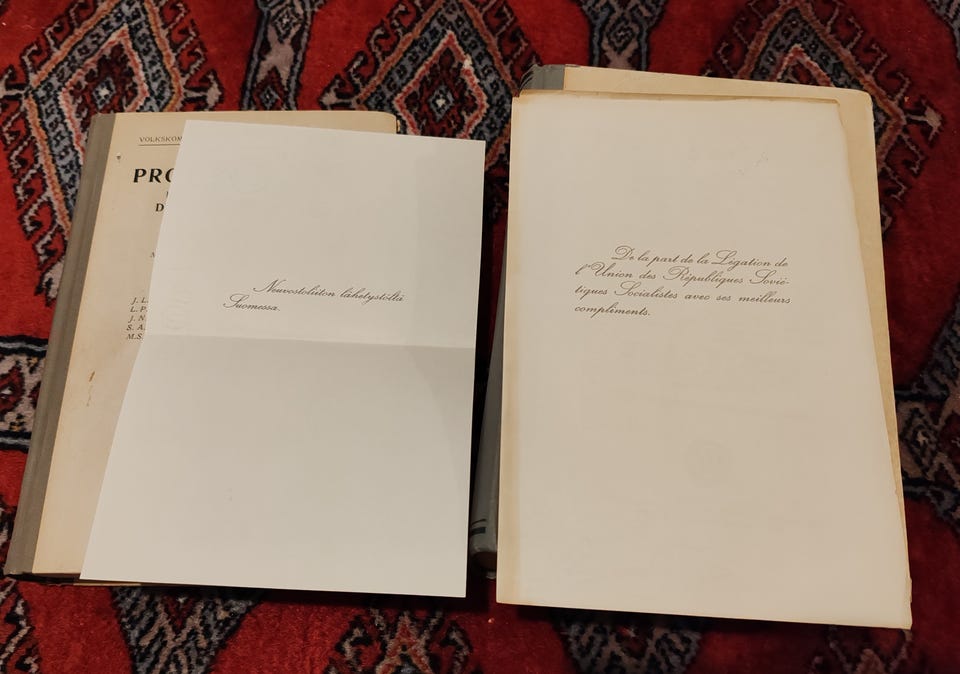 VOLKSKOM
PRO
D
J. L.
L. P.
J. N.
S. A.
M.S.
Neuvostoliiton lähetystöltä
Suomessa.
De la part de la Légation de
l'Union des Républiques Sovié-
tiques Socialistes avec ses meilleurs
compliments.